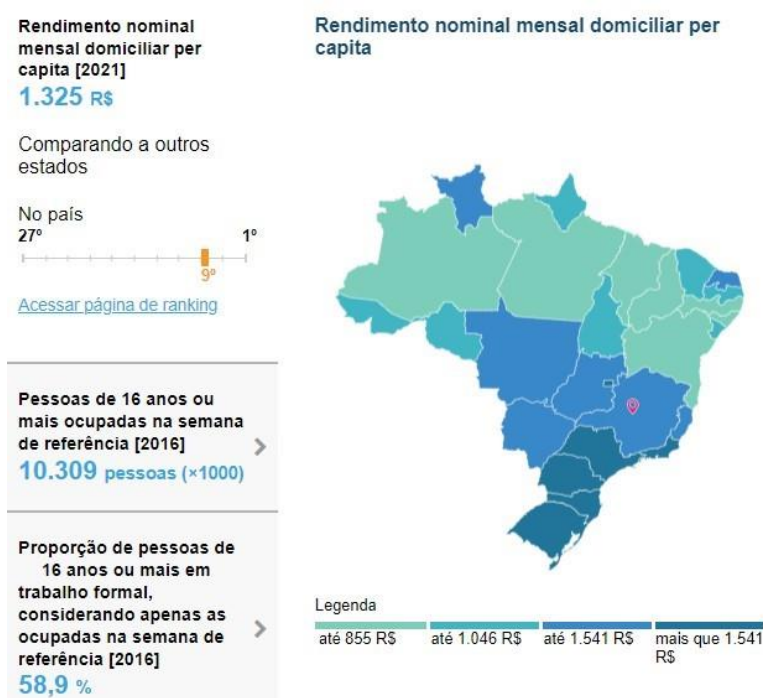 Rendimento nominal
mensal domiciliar per
capita [2021]
1.325 R$
Comparando a outros
estados
No país
27º 1º
9º
Acessar página de ranking
Pessoas de 16 anos ou
mais ocupadas na semana
de referência [2016]
10.309 pessoas (×1000)
Proporção de pessoas de
16 anos ou mais em
trabalho formal,
considerando apenas as
ocupadas na semana de
referência [2016]
58,9 %
Rendimento nominal mensal domiciliar per
capita
Legenda
até 855 R$ até 1.046 R$ até 1.541 R$ mais que 1.541
R$